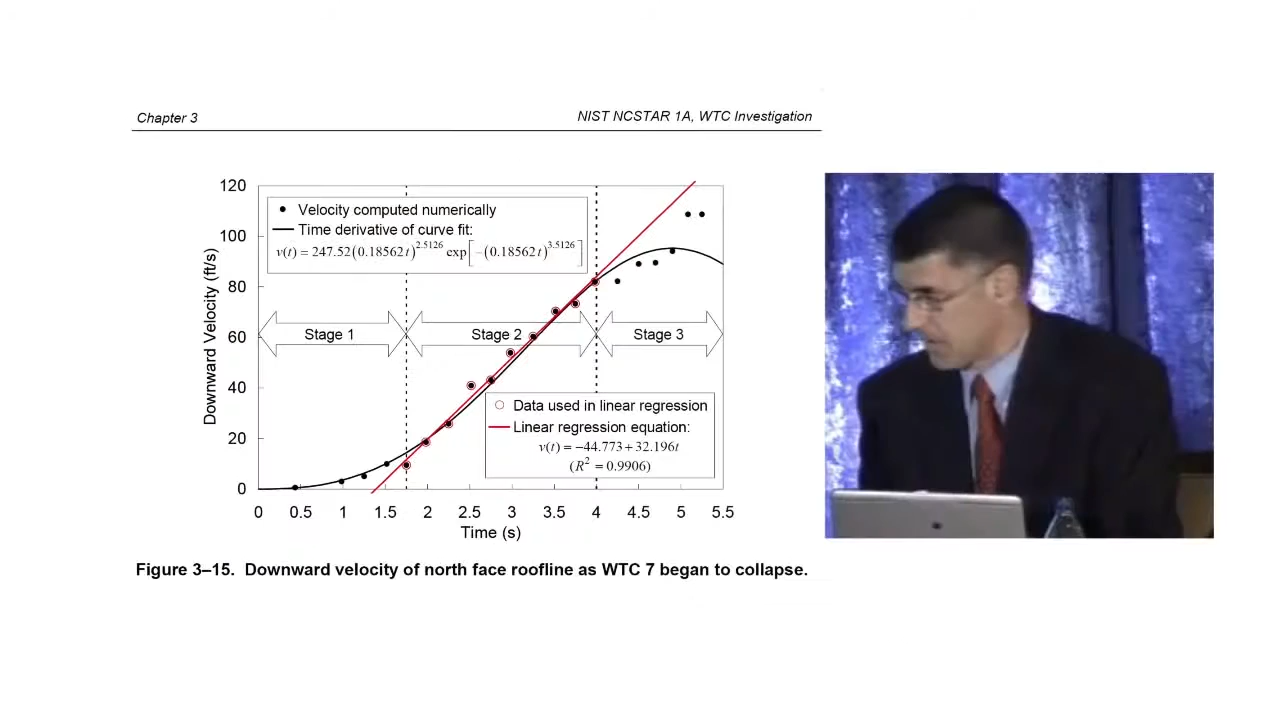 Chapter 3
NIST NCSTAR 1A, WTC Investigation
120
100
80
60
40
20
0
Downward Velocity (ft/s)
Velocity computed numerically
Time derivative of curve fit:
v(t) = 247.52(0.18562t)^2.5126 exp[-(0.18562t)^3.5126]
Stage 1
Stage 2
Stage 3
Data used in linear regression
Linear regression equation:
v(t) = -44.773+32.196t
(R² = 0.9906)
0 0.5 1 1.5 2 2.5 3 3.5 4 4.5 5 5.5
Time (s)
Figure 3–15. Downward velocity of north face roofline as WTC 7 began to collapse.